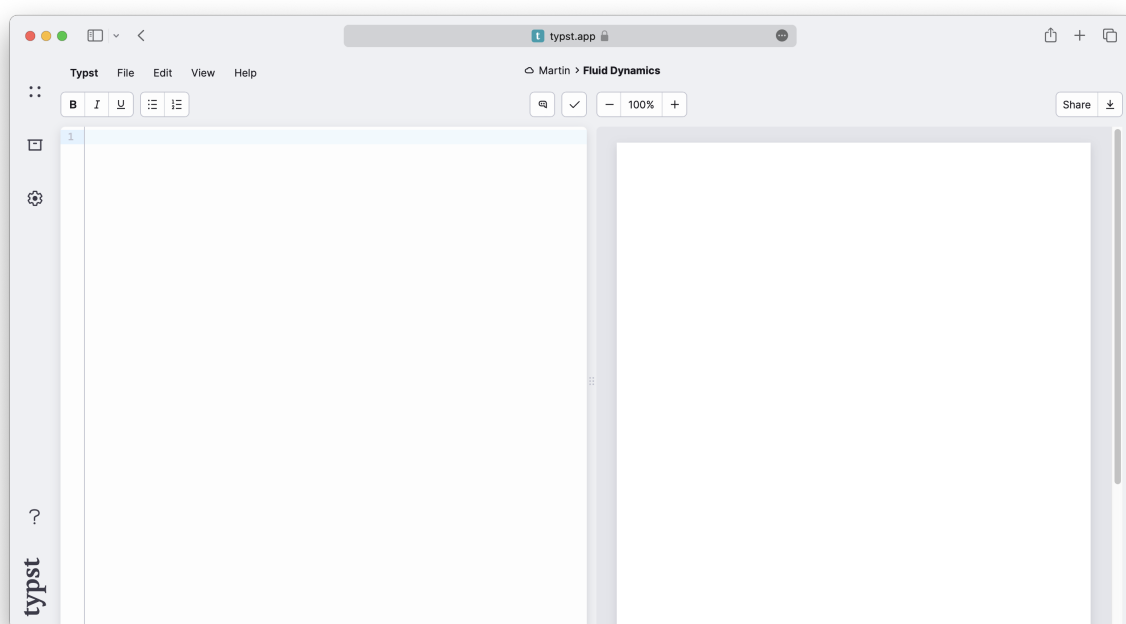 typst.app
Typst File Edit View Help
Martin > Fluid Dynamics
B I U
100%
Share
1
?
typst